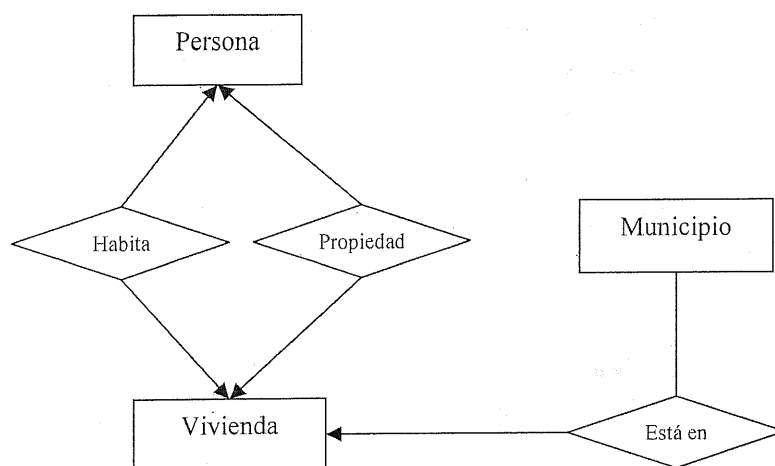 Persona
Habita
Propiedad
Municipio
Vivienda
Está en